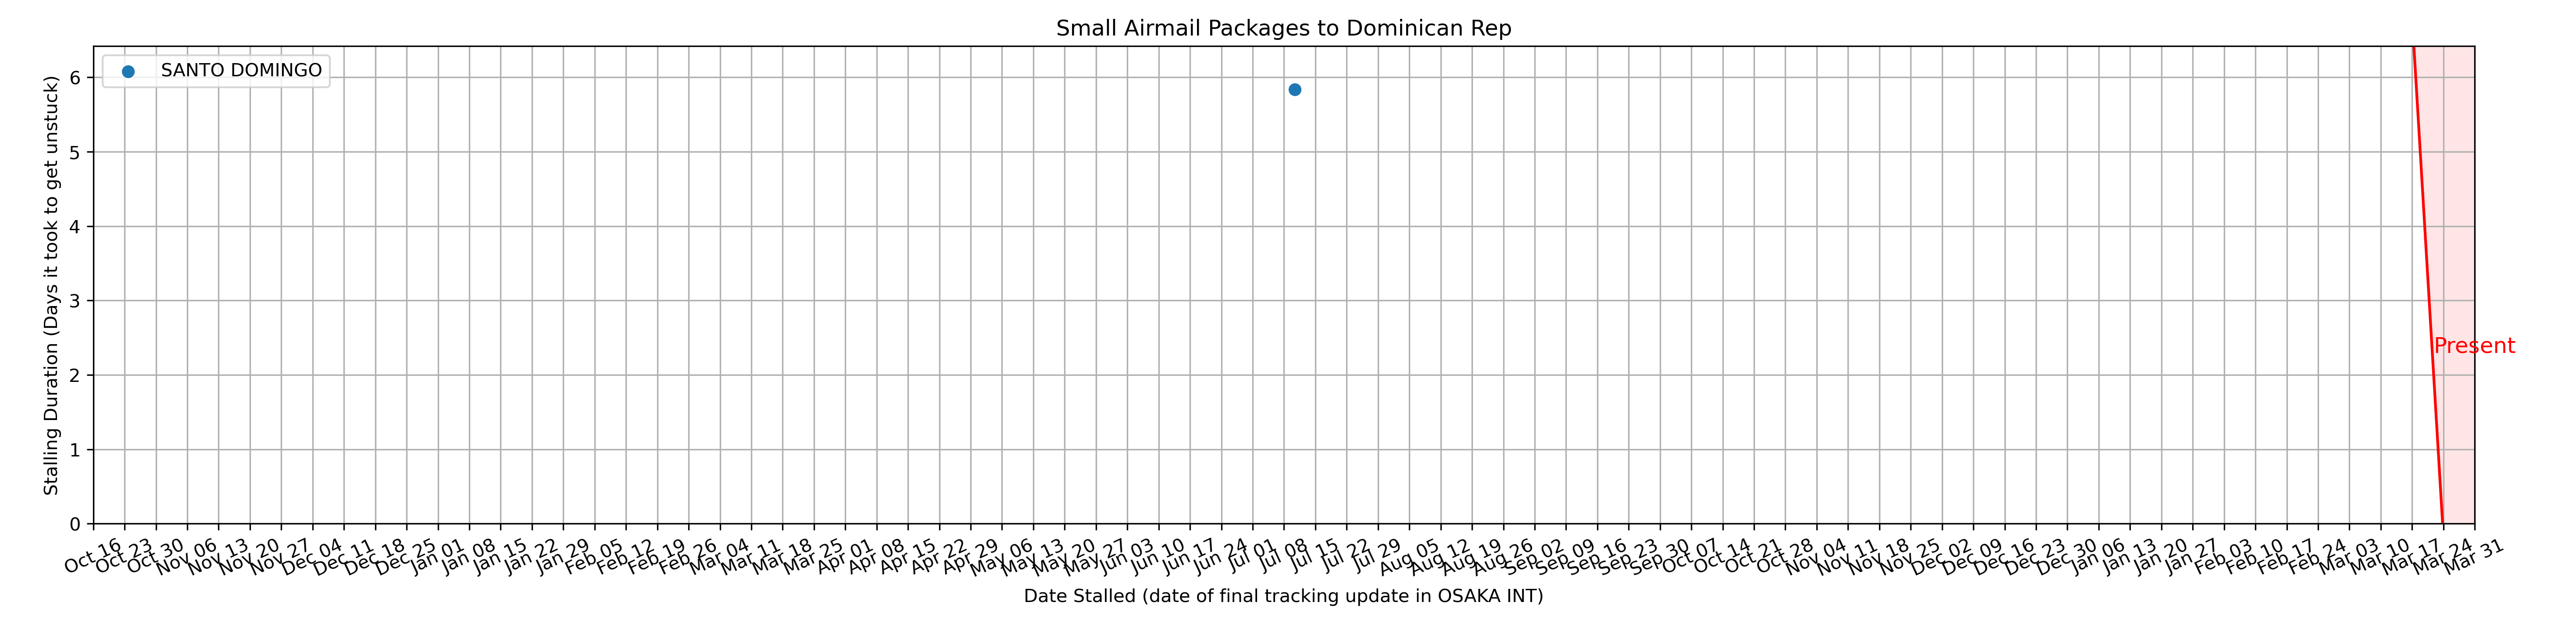 Small Airmail Packages to Dominican Rep
SANTO DOMINGO
Stalling Duration (Days it took to get unstuck)
6
5
4
3
2
1
0
Present
Oct 16
Oct 23
Oct 30
Nov 06
Nov 13
Nov 20
Nov 27
Dec 04
Dec 11
Dec 18
Dec 25
Jan 01
Jan 08
Jan 15
Jan 22
Jan 29
Feb 05
Feb 12
Feb 19
Feb 26
Mar 04
Mar 11
Mar 18
Mar 25
Apr 01
Apr 08
Apr 15
Apr 22
Apr 29
May 06
May 13
May 20
May 27
Jun 03
Jun 10
Jun 17
Jun 24
Jul 01
Jul 08
Jul 15
Jul 22
Jul 29
Aug 05
Aug 12
Aug 19
Aug 26
Sep 02
Sep 09
Sep 16
Sep 23
Sep 30
Oct 07
Oct 14
Oct 21
Oct 28
Nov 04
Nov 11
Nov 18
Nov 25
Dec 02
Dec 09
Dec 16
Dec 23
Dec 30
Jan 06
Jan 13
Jan 20
Jan 27
Feb 03
Feb 10
Feb 17
Feb 24
Mar 03
Mar 10
Mar 17
Mar 24
Mar 31
Date Stalled (date of final tracking update in OSAKA INT)